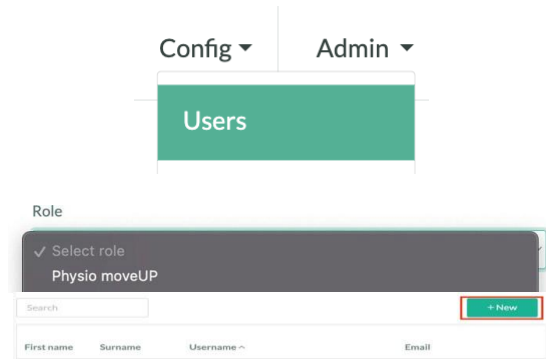 Config Admin
Users
Role
Select role
Physio moveUP
Search + New
First name Surname Username Email